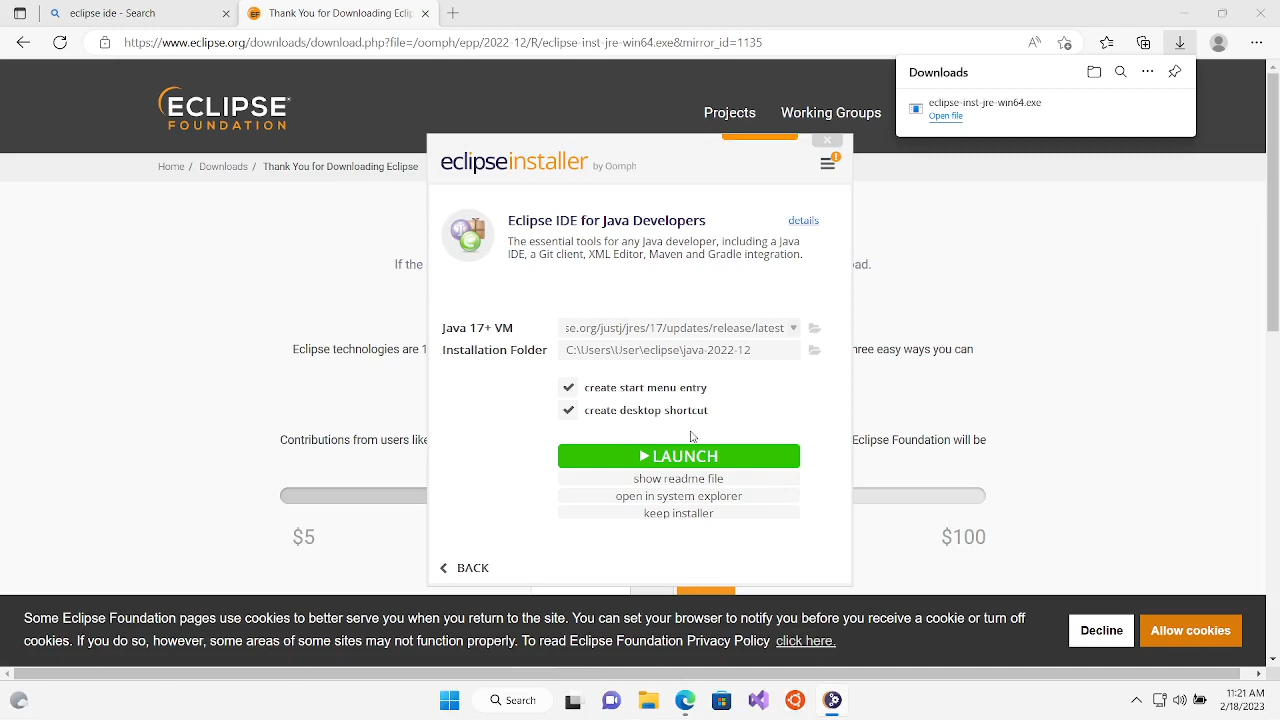 eclipse ide - Search
Thank You for Downloading Eclip
https://www.eclipse.org/downloads/download.php?file=/oomph/epp/2022-12/R/eclipse-inst-jre-win64.exe&mirror_id=1135
Downloads
eclipse-inst-jre-win64.exe
Open file
ECLIPSE
FOUNDATION
Projects
Working Groups
Home / Downloads / Thank You for Downloading Eclipse
eclipseinstaller by Oomph
!
Eclipse IDE for Java Developers
details
The essential tools for any Java developer, including a Java
IDE, a Git client, XML Editor, Maven and Gradle integration.
If the
ad.
Java 17+ VM
se.org/justj/jres/17/updates/release/latest
Installation Folder
C:\Users\User\eclipse\java-2022-12
Eclipse technologies are 1
hree easy ways you can
create start menu entry
create desktop shortcut
Contributions from users like
Eclipse Foundation will be
LAUNCH
show readme file
open in system explorer
keep installer
$5
$100
BACK
Some Eclipse Foundation pages use cookies to better serve you when you return to the site. You can set your browser to notify you before you receive a cookie or turn off
cookies. If you do so, however, some areas of some sites may not function properly. To read Eclipse Foundation Privacy Policy click here.
Decline
Allow cookies
Search
11:21 AM
2/18/2023